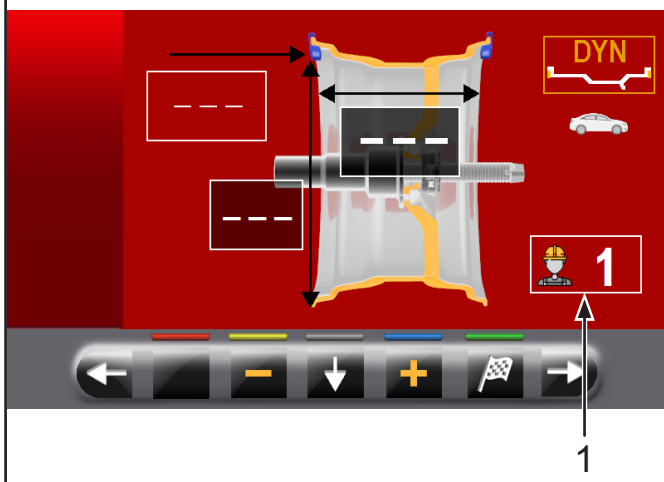 DYN
— — —
— — —
— — —
1
1